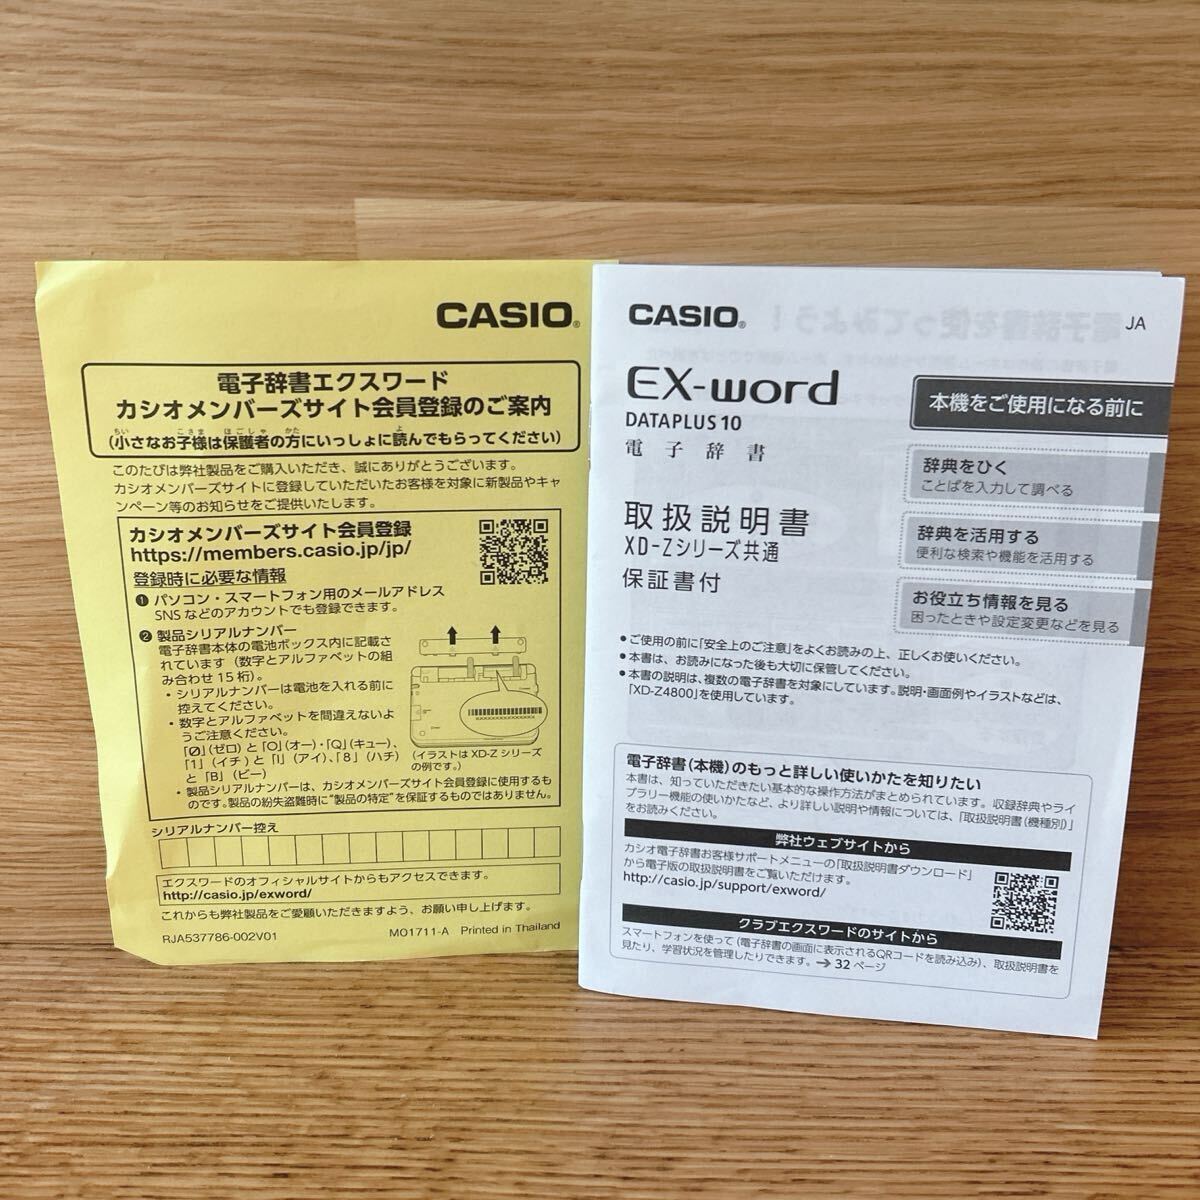 CASIO®
電子辞書エクスワード
カシオメンバーズサイト会員登録のご案内
(小さなお子様は保護者の方にいっしょに読んでもらってください)
このたびは弊社製品をご購入いただき、誠にありがとうございます。
カシオメンバーズサイトに登録していただいたお客様を対象に新製品やキャ
ンペーン等のお知らせをご提供いたします。
カシオメンバーズサイト会員登録
https://members.casio.jp/jp/
登録時に必要な情報
❶ パソコン・スマートフォン用のメールアドレス
SNSなどのアカウントでも登録できます。
❷ 製品シリアルナンバー
電子辞書本体の電池ボックス内に記載さ
れています(数字とアルファベットの組
み合わせ15桁)。
・シリアルナンバーは電池を入れる前に
控えてください。
・数字とアルファベットを間違えないよ
うご注意ください。
「0」(ゼロ)と「O」(オー)・「Q」(キュー)、
「1」(イチ)と「I」(アイ)、「8」(ハチ)
と「B」(ビー)
(イラストは XD-Z シリーズ
の例です。)
・製品シリアルナンバーは、カシオメンバーズサイト会員登録に使用するも
のです。製品の紛失盗難時に"製品の特定"を保証するものではありません。
シリアルナンバー控え
エクスワードのオフィシャルサイトからもアクセスできます。
http://casio.jp/exword/
これからも弊社製品をご愛顧いただきますよう、お願い申し上げます。
RJA537786-002V01 MO1711-A Printed in Thailand
CASIO®
JA
EX-word
DATAPLUS 10
電子辞書
取扱説明書
XD-Zシリーズ共通
保証書付
本機をご使用になる前に
辞典をひく
ことばを入力して調べる
辞典を活用する
便利な検索や機能を活用する
お役立ち情報を見る
困ったときや設定変更などを見る
●ご使用の前に「安全上のご注意」をよくお読みの上、正しくお使いください。
●本書は、お読みになった後も大切に保管してください。
●本書の説明は、複数の電子辞書を対象にしています。説明・画面例やイラストなどは、
「XD-Z4800」を使用しています。
電子辞書(本機)のもっと詳しい使いかたを知りたい
本書は、知っていただきたい基本的な操作方法がまとめられています。収録辞典やライ
ブラリー機能の使いかたなど、より詳しい説明や情報については、「取扱説明書(機種別)」
をお読みください。
弊社ウェブサイトから
カシオ電子辞書お客様サポートメニューの「取扱説明書ダウンロード」
から電子版の取扱説明書をご覧いただけます。
http://casio.jp/support/exword/
クラブエクスワードのサイトから
スマートフォンを使って(電子辞書の画面に表示されるQRコードを読み込み)、取扱説明書を
見たり、学習状況を管理したりできます。➔32ページ